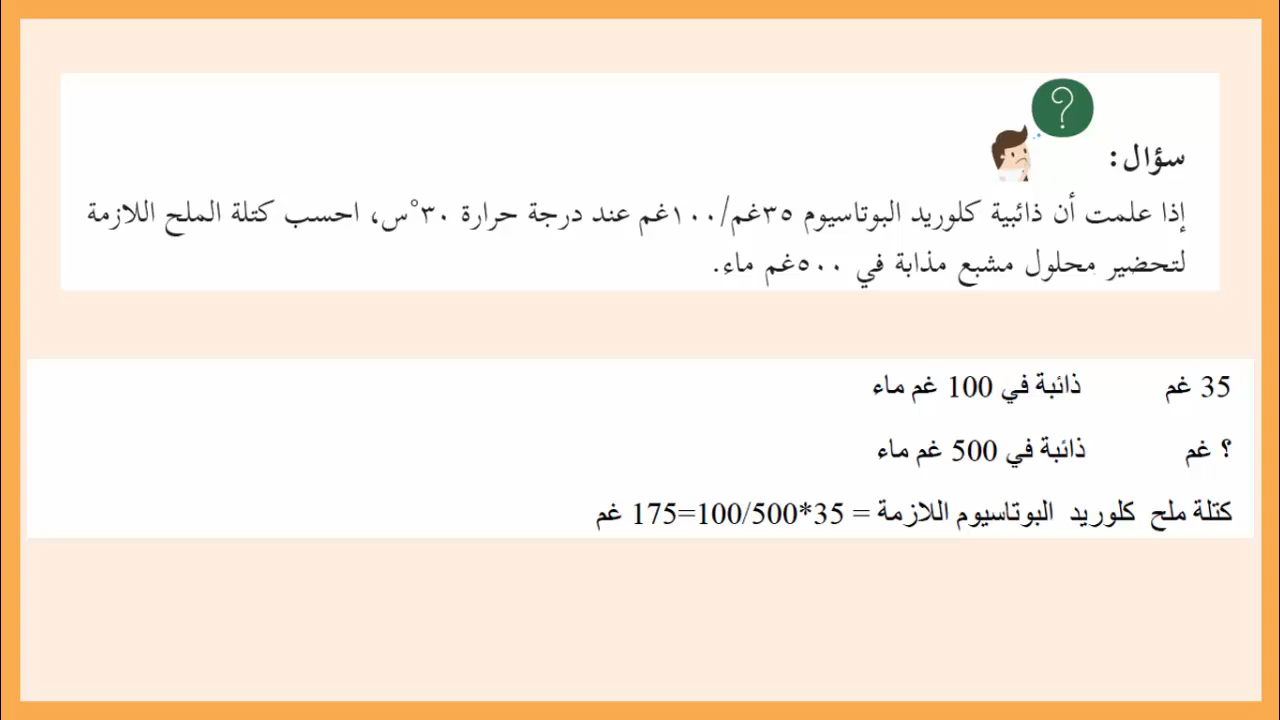 ?
سؤال:
إذا علمت أن ذائبية كلوريد البوتاسيوم ٣٥غم/١٠٠غم عند درجة حرارة ٣٠°س، احسب كتلة الملح اللازمة
لتحضير محلول مشبع مذابة في ٥٠٠غم ماء.
35 غم ذائبة في 100 غم ماء
؟ غم ذائبة في 500 غم ماء
كتلة ملح كلوريد البوتاسيوم اللازمة = 35*500/100=175 غم